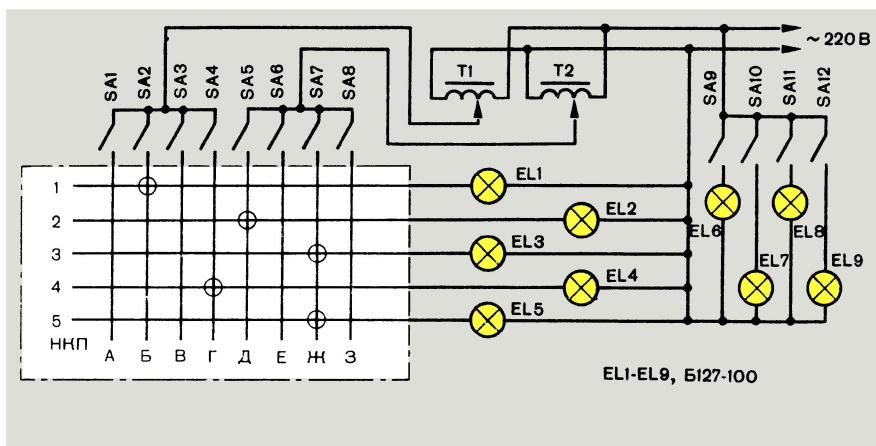 SA1
SA2
SA3
SA4
SA5
SA6
SA7
SA8
T1
T2
~220В
SA9
SA10
SA11
SA12
1
2
3
4
5
НКП
А Б В Г Д Е Ж З
EL1
EL2
EL3
EL4
EL5
EL6
EL7
EL8
EL9
EL1-EL9, Б127-100